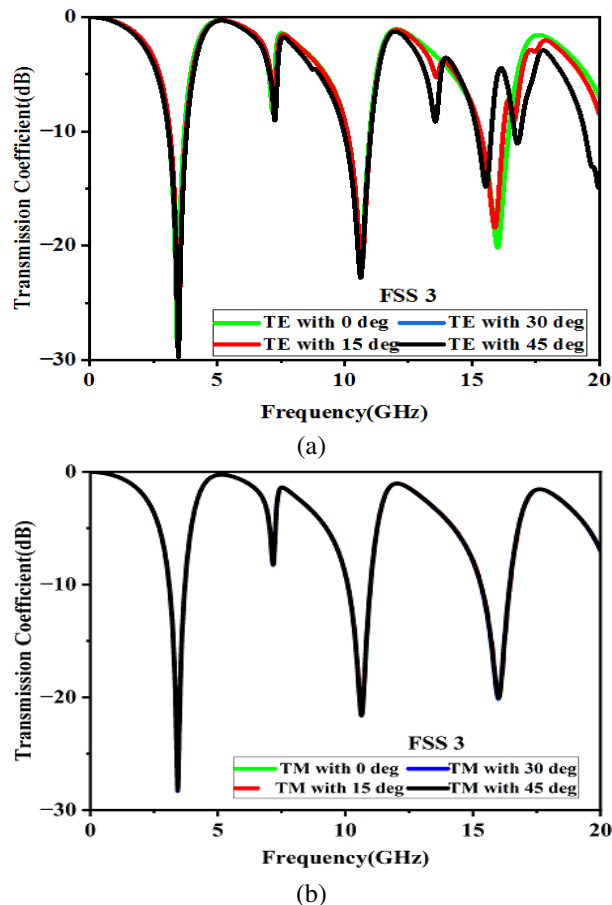 0
−10
−20
−30
Transmission Coefficient(dB)
FSS 3
TE with 0 deg TE with 30 deg
TE with 15 deg TE with 45 deg
0 5 10 15 20
Frequency(GHz)
(a)
0
−10
−20
−30
Transmission Coefficient(dB)
FSS 3
TM with 0 deg TM with 30 deg
TM with 15 deg TM with 45 deg
0 5 10 15 20
Frequency(GHz)
(b)